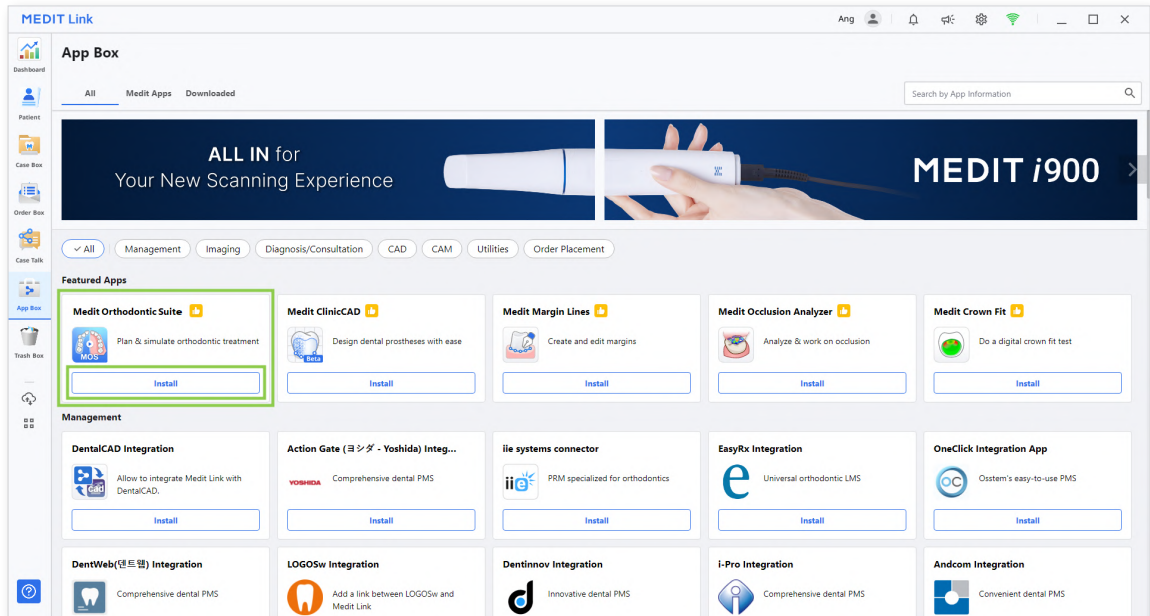 MEDIT Link
Ang
Dashboard
Patient
Case Box
Order Box
Case Talk
App Box
Trash Box
App Box
All
Medit Apps
Downloaded
Search by App Information
ALL IN for
Your New Scanning Experience
MEDIT i900
All
Management
Imaging
Diagnosis/Consultation
CAD
CAM
Utilities
Order Placement
Featured Apps
Medit Orthodontic Suite
MOS
Plan & simulate orthodontic treatment
Install
Medit ClinicCAD
Beta
Design dental prostheses with ease
Install
Medit Margin Lines
Create and edit margins
Install
Medit Occlusion Analyzer
Analyze & work on occlusion
Install
Medit Crown Fit
Do a digital crown fit test
Install
Management
DentalCAD Integration
cad
Allow to integrate Medit Link with
DentalCAD.
Install
Action Gate (ヨシダ - Yoshida) Integ...
YOSHIDA
Comprehensive dental PMS
Install
iie systems connector
iie
PRM specialized for orthodontics
Install
EasyRx Integration
e
Universal orthodontic LMS
Install
OneClick Integration App
OC
Osstem's easy-to-use PMS
Install
DentWeb(덴트웹) Integration
Comprehensive dental PMS
LOGOSw Integration
Add a link between LOGOSw and
Medit Link
Dentinnov Integration
d
Innovative dental PMS
i-Pro Integration
Comprehensive dental PMS
Andcom Integration
Convenient dental PMS